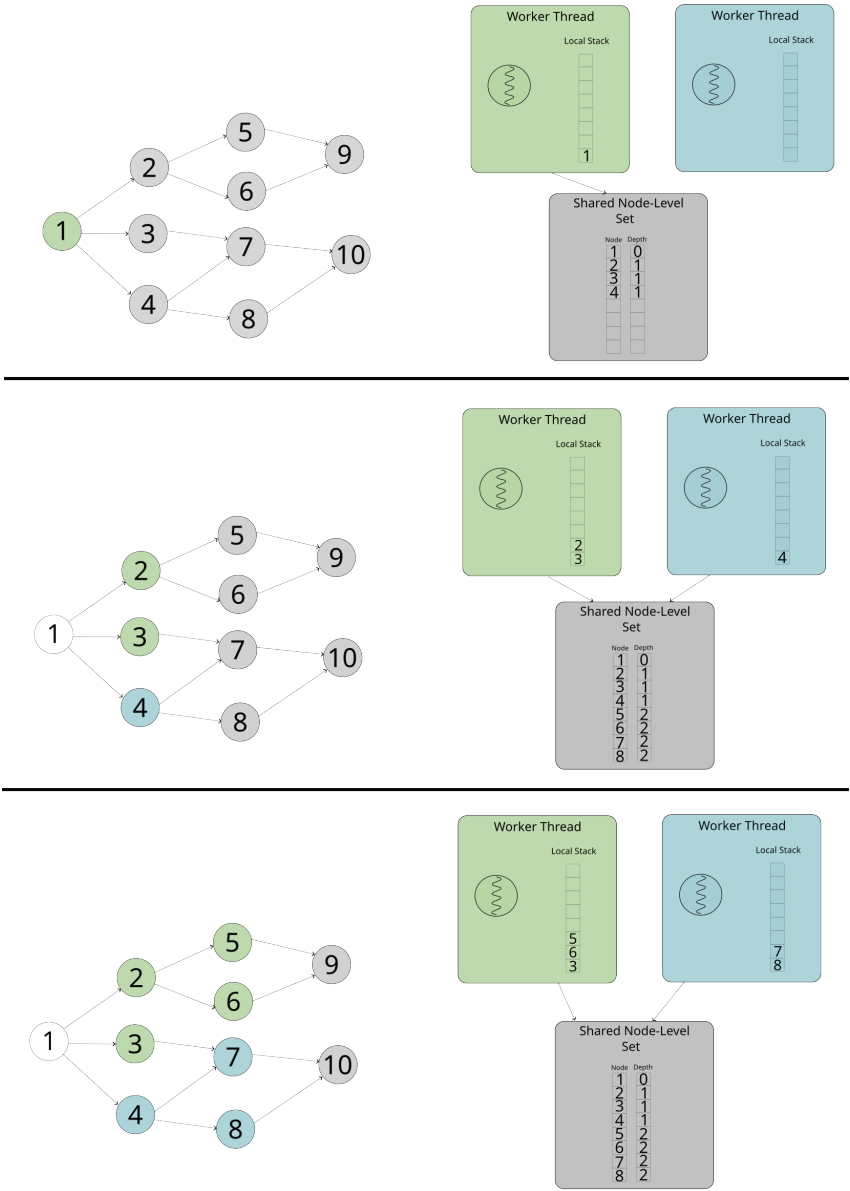 Worker Thread
Local Stack
1
Worker Thread
Local Stack
1
2
3
4
5
6
7
8
9
10
Shared Node-Level
Set
Node Depth
1 0
2 1
3 1
4 1
Worker Thread
Local Stack
2
3
Worker Thread
Local Stack
4
1
2
3
4
5
6
7
8
9
10
Shared Node-Level
Set
Node Depth
1 0
2 1
3 1
4 1
5 2
6 2
7 2
8 2
Worker Thread
Local Stack
5
6
3
Worker Thread
Local Stack
7
8
1
2
3
4
5
6
7
8
9
10
Shared Node-Level
Set
Node Depth
1 0
2 1
3 1
4 1
5 2
6 2
7 2
8 2